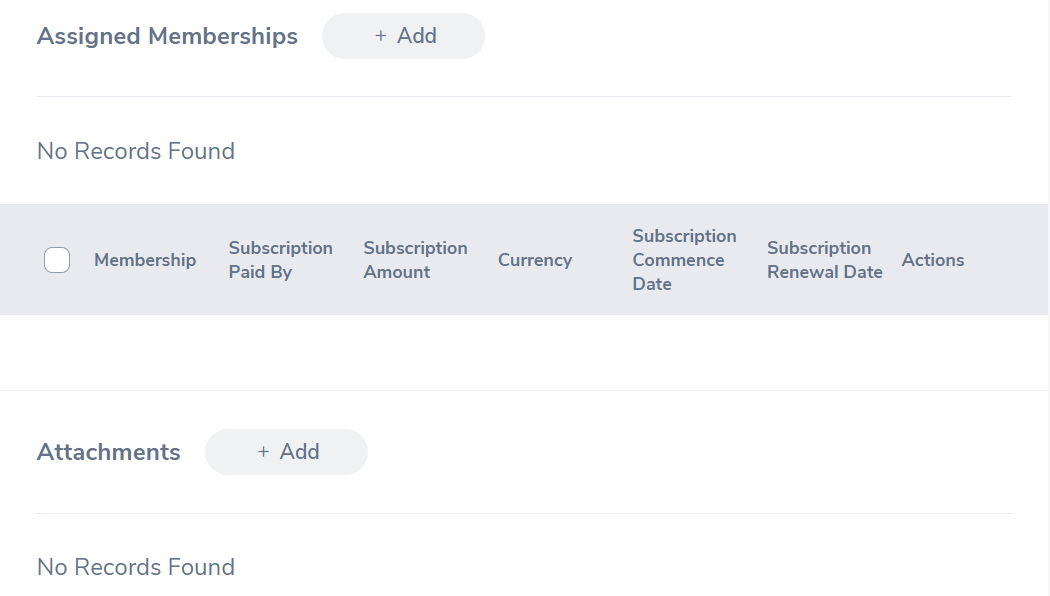 Assigned Memberships + Add
No Records Found
Membership
Subscription
Paid By
Subscription
Amount
Currency
Subscription
Commence
Date
Subscription
Renewal Date
Actions
Attachments + Add
No Records Found